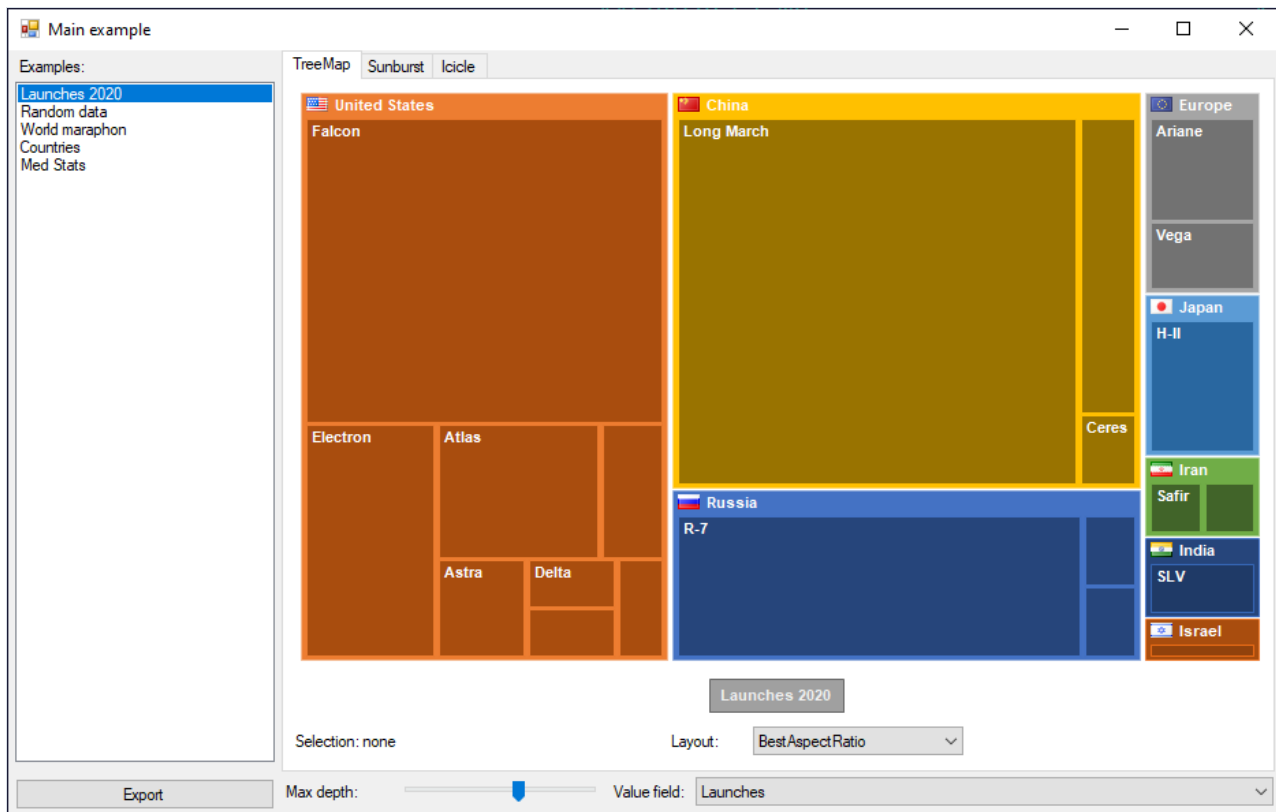 Main example
Examples:
Launches 2020
Random data
World maraphon
Countries
Med Stats
Export
TreeMap
Sunburst
Icicle
United States
Falcon
Electron
Atlas
Astra
Delta
China
Long March
Ceres
Russia
R-7
Europe
Ariane
Vega
Japan
H-II
Iran
Safir
India
SLV
Israel
Launches 2020
Selection: none
Layout:
BestAspectRatio
Max depth:
Value field:
Launches